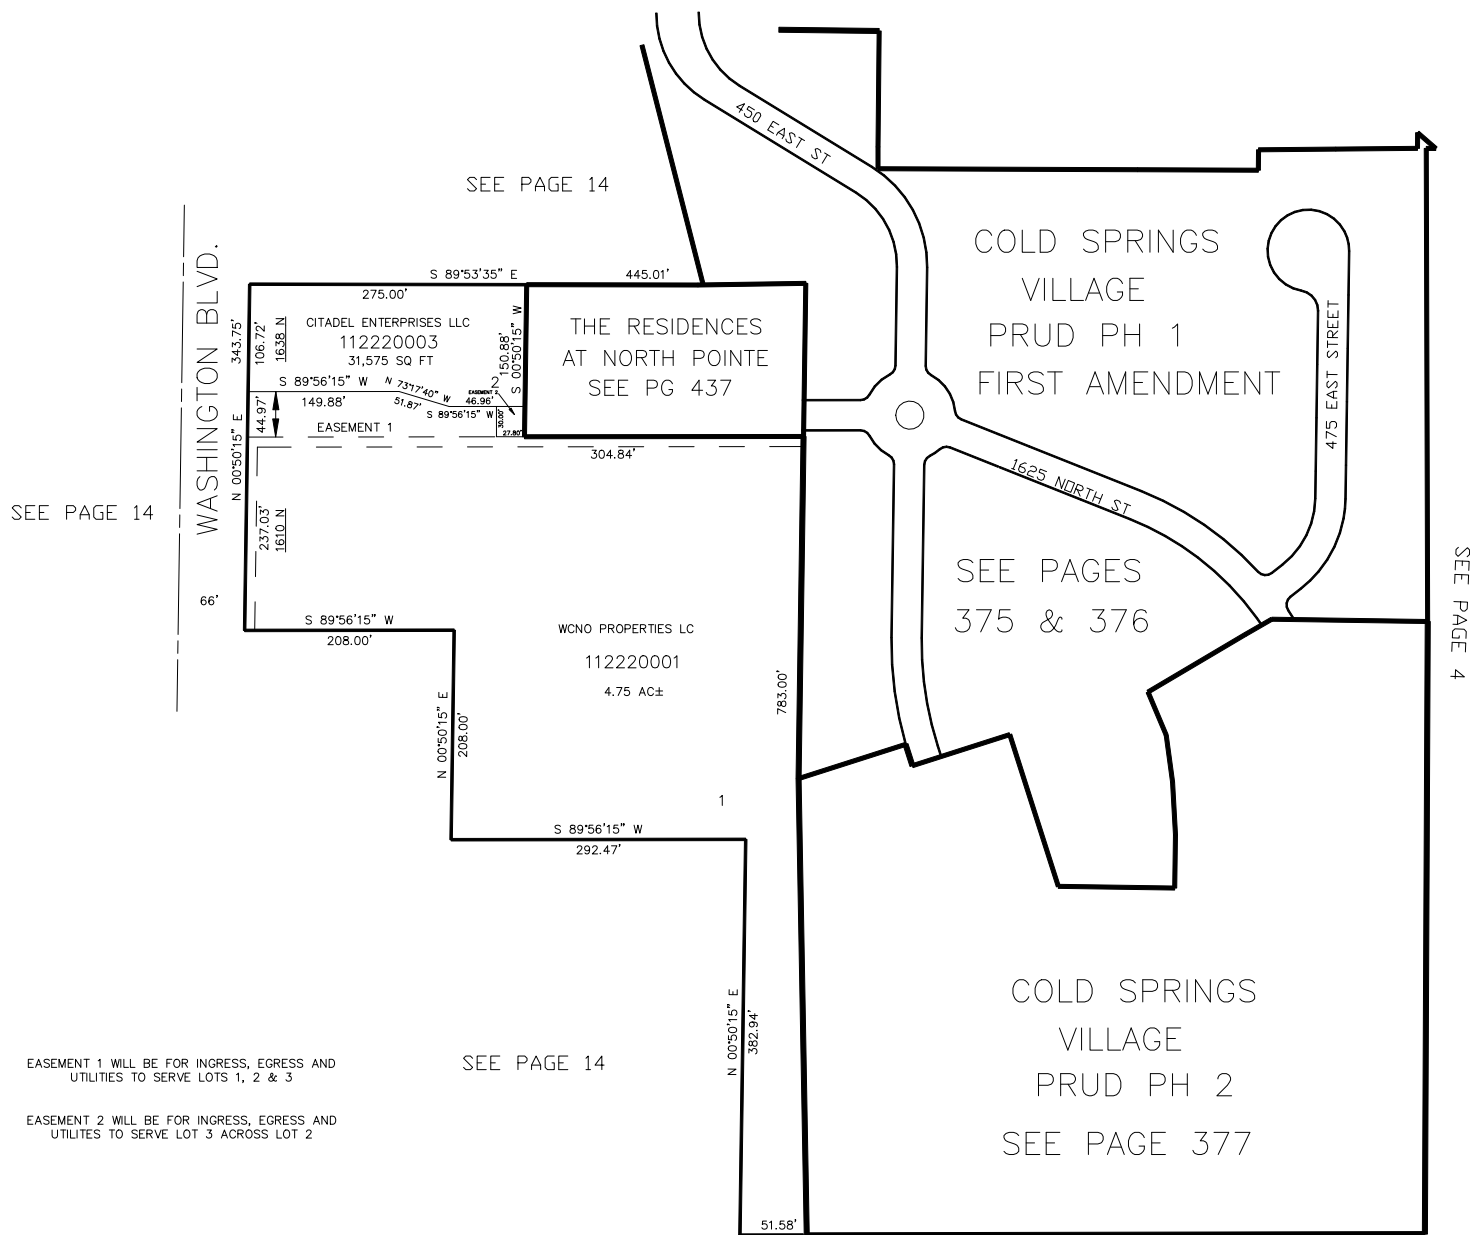 450 EAST ST
SEE PAGE 14
COLD SPRINGS
VILLAGE
PRUD PH 1
FIRST AMENDMENT
475 EAST STREET
WASHINGTON BLVD.
S 89°53'35" E
445.01'
275.00'
343.75'
106.72'
1638 N
CITADEL ENTERPRISES LLC
112220003
31,575 SQ FT
150.88'
S 00°50'15" W
THE RESIDENCES
AT NORTH POINTE
SEE PG 437
S 89°56'15" W
149.88'
N 73°17'40" W
51.87'
2
EASEMENT 2
46.96'
S 89°56'15" W
30.00'
27.80'
44.97'
EASEMENT 1
N 00°50'15" E
304.84'
1625 NORTH ST
SEE PAGE 14
237.03'
1610 N
66'
S 89°56'15" W
208.00'
WCNO PROPERTIES LC
112220001
4.75 AC±
SEE PAGES
375 & 376
SEE PAGE 4
783.00'
N 00°50'15" E
208.00'
1
S 89°56'15" W
292.47'
COLD SPRINGS
VILLAGE
PRUD PH 2
SEE PAGE 377
N 00°50'15" E
382.94'
SEE PAGE 14
EASEMENT 1 WILL BE FOR INGRESS, EGRESS AND
UTILITIES TO SERVE LOTS 1, 2 & 3
EASEMENT 2 WILL BE FOR INGRESS, EGRESS AND
UTILITES TO SERVE LOT 3 ACROSS LOT 2
51.58'